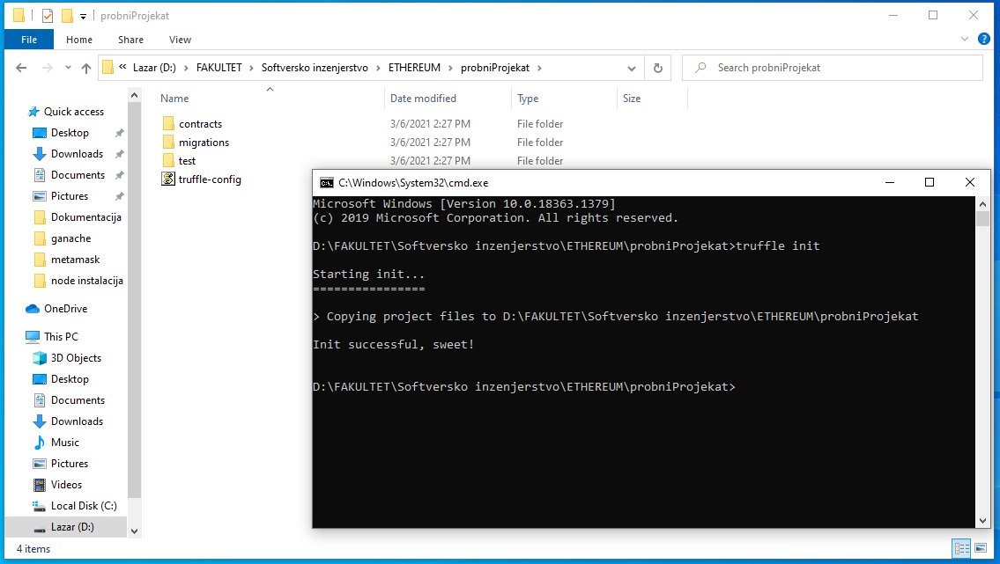 probniProjekat
File Home Share View
« Lazar (D:) › FAKULTET › Softversko inzenjerstvo › ETHEREUM › probniProjekat ›
Search probniProjekat
Name Date modified Type Size
contracts 3/6/2021 2:27 PM File folder
migrations 3/6/2021 2:27 PM File folder
test 3/6/2021 2:27 PM File folder
truffle-config
Quick access
Desktop
Downloads
Documents
Pictures
Dokumentacija
ganache
metamask
node instalacija
OneDrive
This PC
3D Objects
Desktop
Documents
Downloads
Music
Pictures
Videos
Local Disk (C:)
Lazar (D:)
4 items
C:\Windows\System32\cmd.exe
Microsoft Windows [Version 10.0.18363.1379]
(c) 2019 Microsoft Corporation. All rights reserved.
D:\FAKULTET\Softversko inzenjerstvo\ETHEREUM\probniProjekat>truffle init
Starting init...
================
> Copying project files to D:\FAKULTET\Softversko inzenjerstvo\ETHEREUM\probniProjekat
Init successful, sweet!
D:\FAKULTET\Softversko inzenjerstvo\ETHEREUM\probniProjekat>